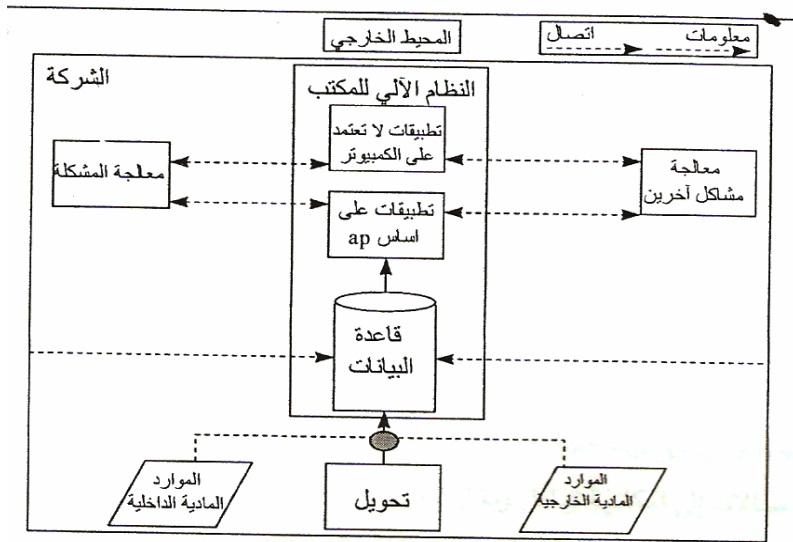 المحيط الخارجي
معلومات
اتصال
الشركة
النظام الآلي للمكتب
تطبيقات لا تعتمد
على الكمبيوتر
معالجة المشكلة
معالجة
مشاكل آخرين
تطبيقات على
اساس ap
قاعدة
البيانات
الموارد
المادية الخارجية
تحويل
الموارد
المادية الداخلية